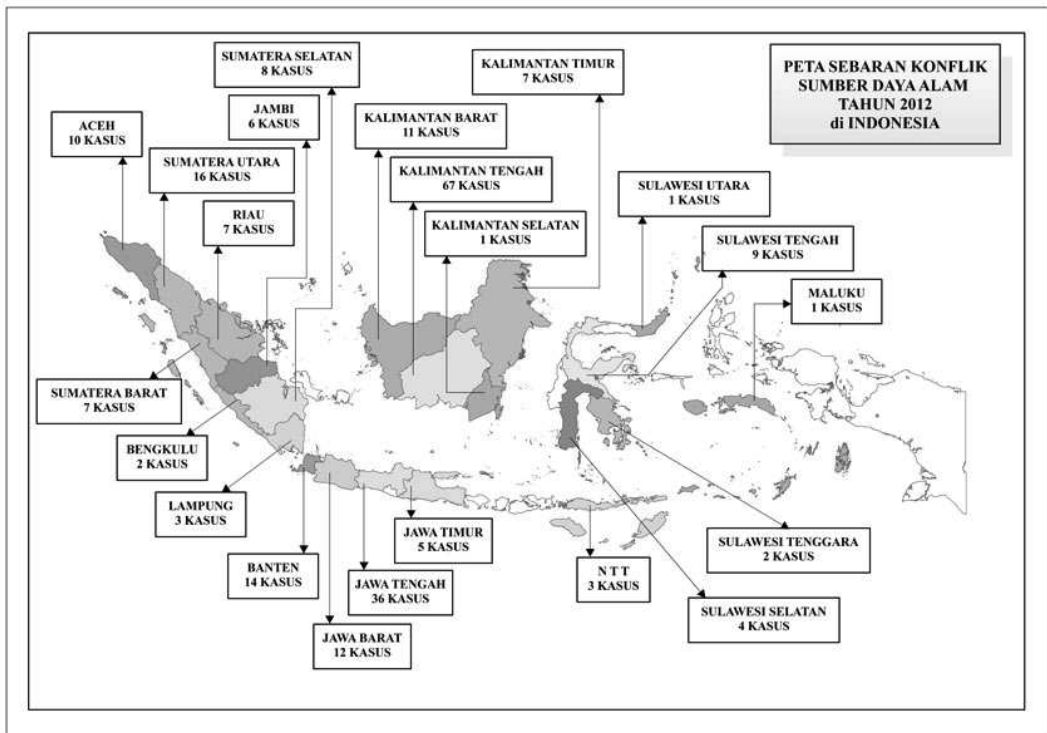 PETA SEBARAN KONFLIK
SUMBER DAYA ALAM
TAHUN 2012
di INDONESIA
SUMATERA SELATAN
8 KASUS
KALIMANTAN TIMUR
7 KASUS
JAMBI
6 KASUS
KALIMANTAN BARAT
11 KASUS
ACEH
10 KASUS
SUMATERA UTARA
16 KASUS
KALIMANTAN TENGAH
67 KASUS
SULAWESI UTARA
1 KASUS
RIAU
7 KASUS
KALIMANTAN SELATAN
1 KASUS
SULAWESI TENGAH
9 KASUS
MALUKU
1 KASUS
SUMATERA BARAT
7 KASUS
BENGKULU
2 KASUS
LAMPUNG
3 KASUS
JAWA TIMUR
5 KASUS
SULAWESI TENGGARA
2 KASUS
BANTEN
14 KASUS
JAWA TENGAH
36 KASUS
N T T
3 KASUS
SULAWESI SELATAN
4 KASUS
JAWA BARAT
12 KASUS